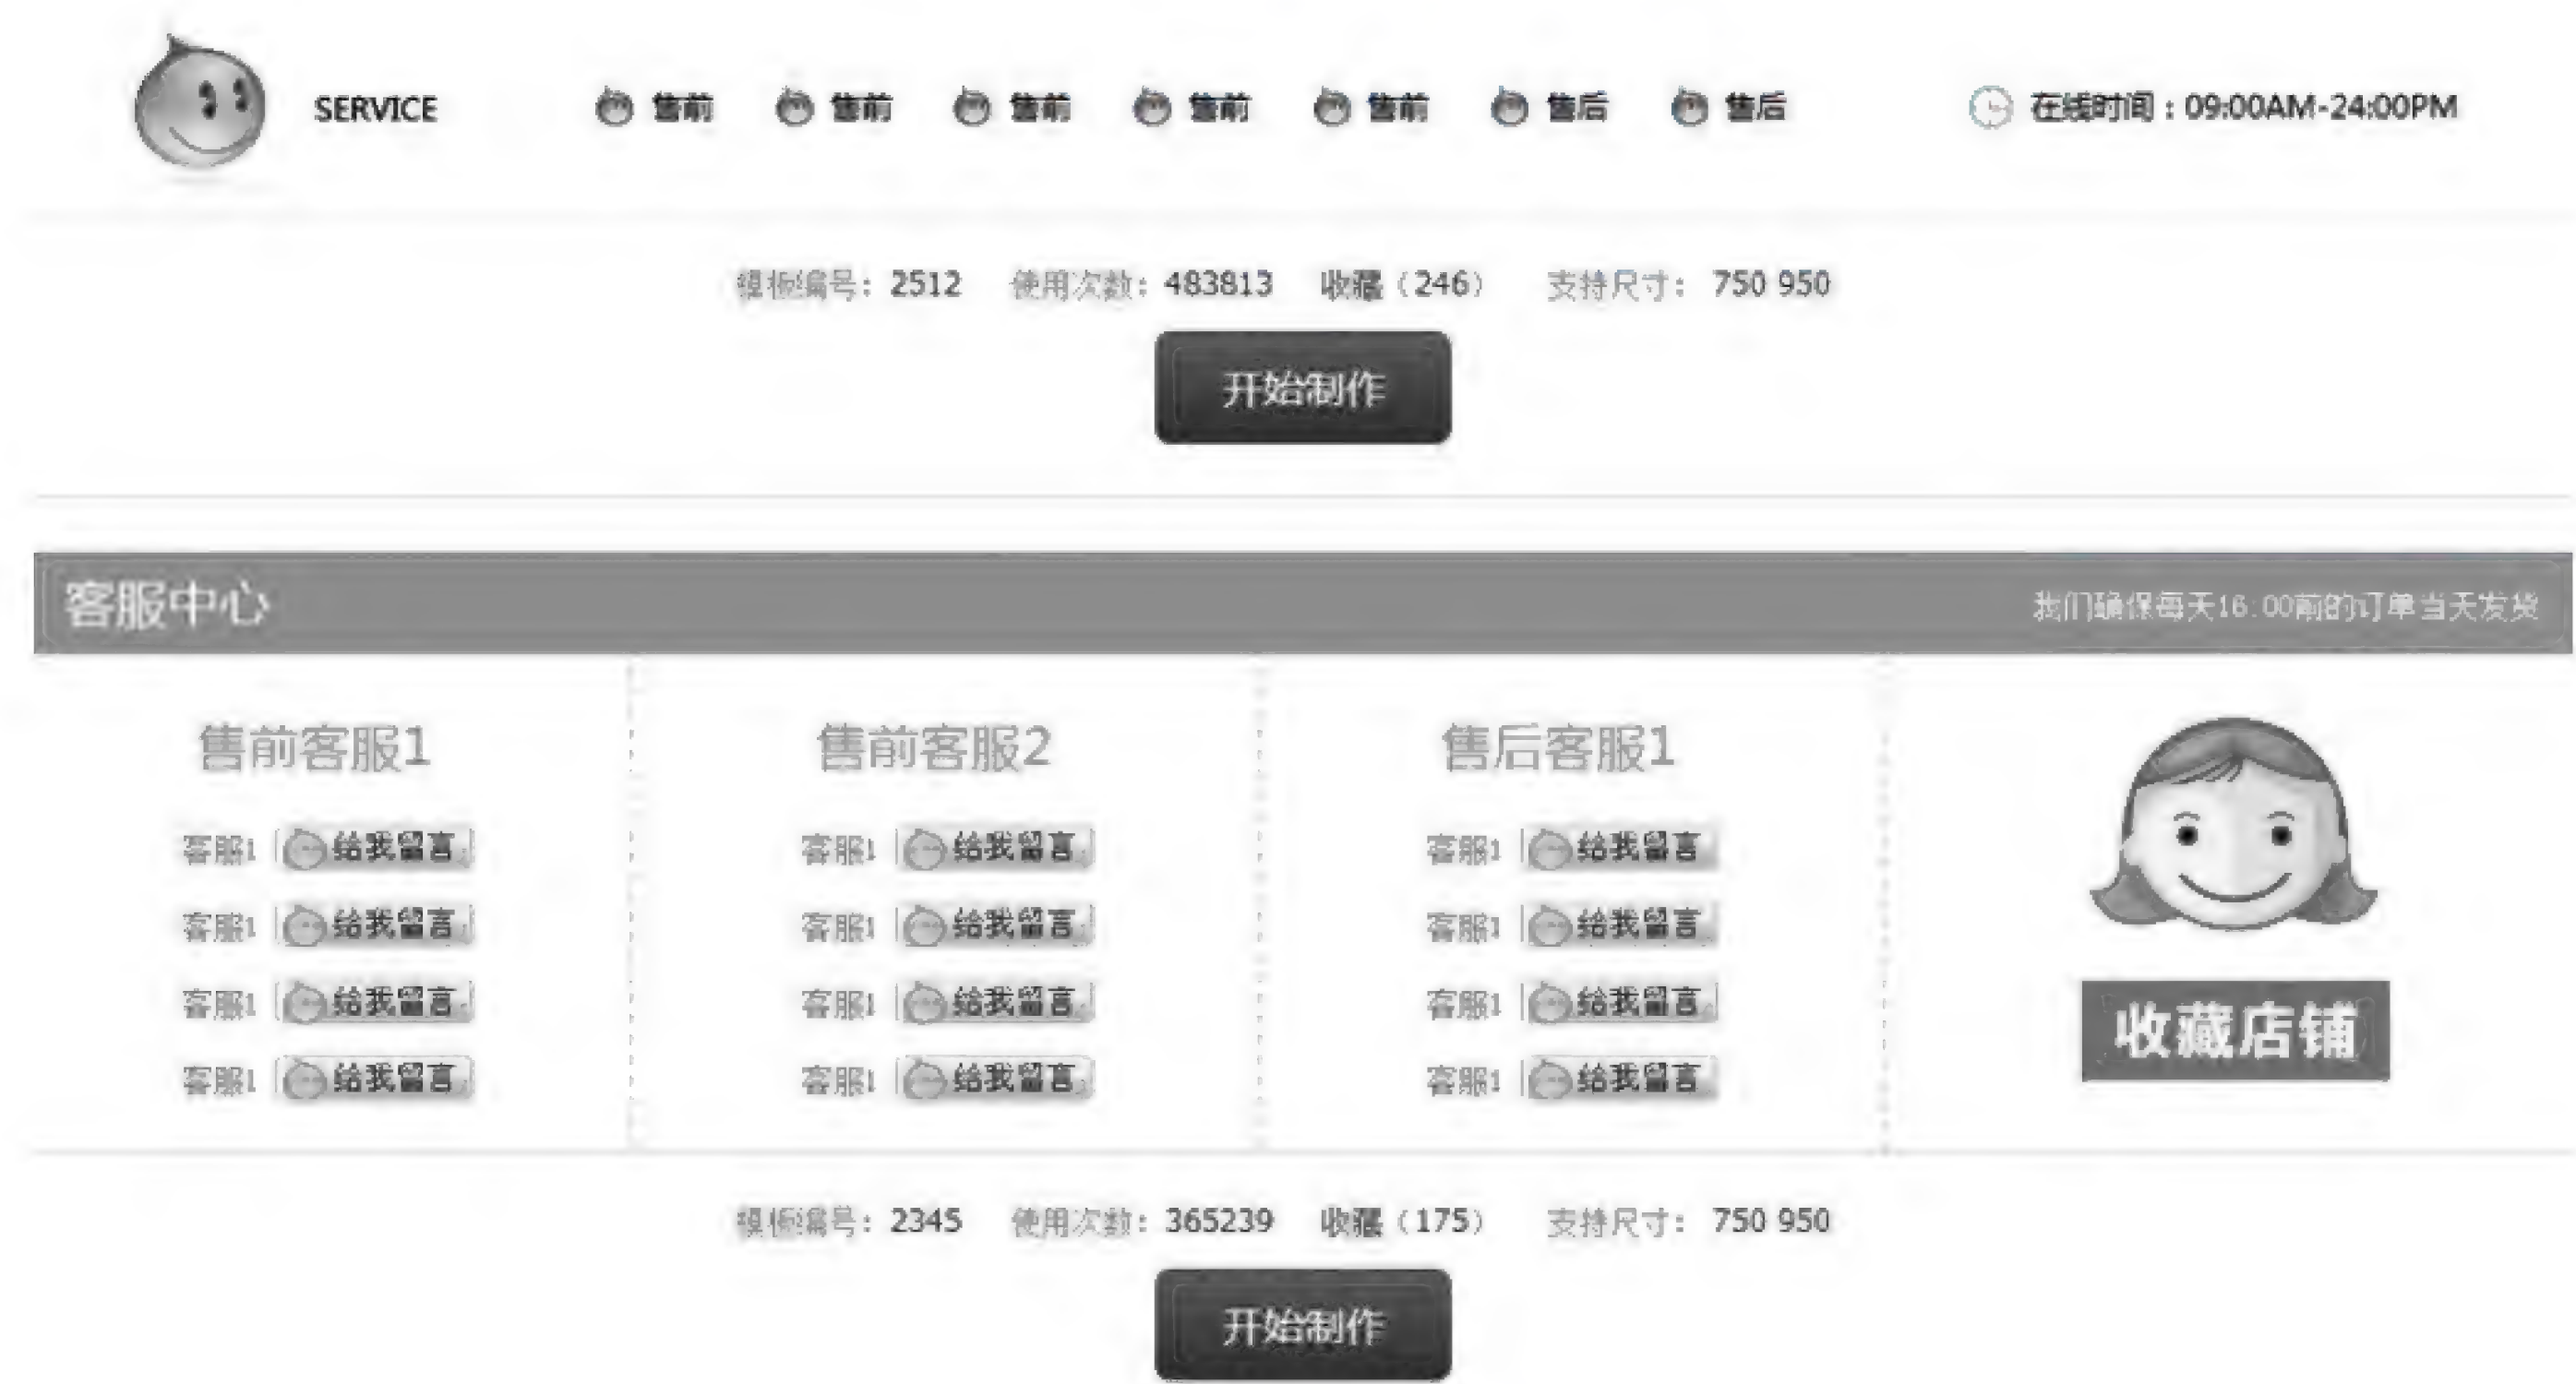 SERVICE 售前 售前 售前 售前 售前 售后 售后 在线时间：09:00AM-24:00PM
模板编号：2512 使用次数：483813 收藏（246） 支持尺寸： 750 950
开始制作
客服中心 我们确保每天16:00前的订单当天发货
售前客服1 售前客服2 售后客服1
客服1 给我留言 客服1 给我留言 客服1 给我留言
客服1 给我留言 客服1 给我留言 客服1 给我留言
客服1 给我留言 客服1 给我留言 客服1 给我留言
客服1 给我留言 客服1 给我留言 客服1 给我留言
收藏店铺
模板编号：2345 使用次数：365239 收藏（175） 支持尺寸： 750 950
开始制作